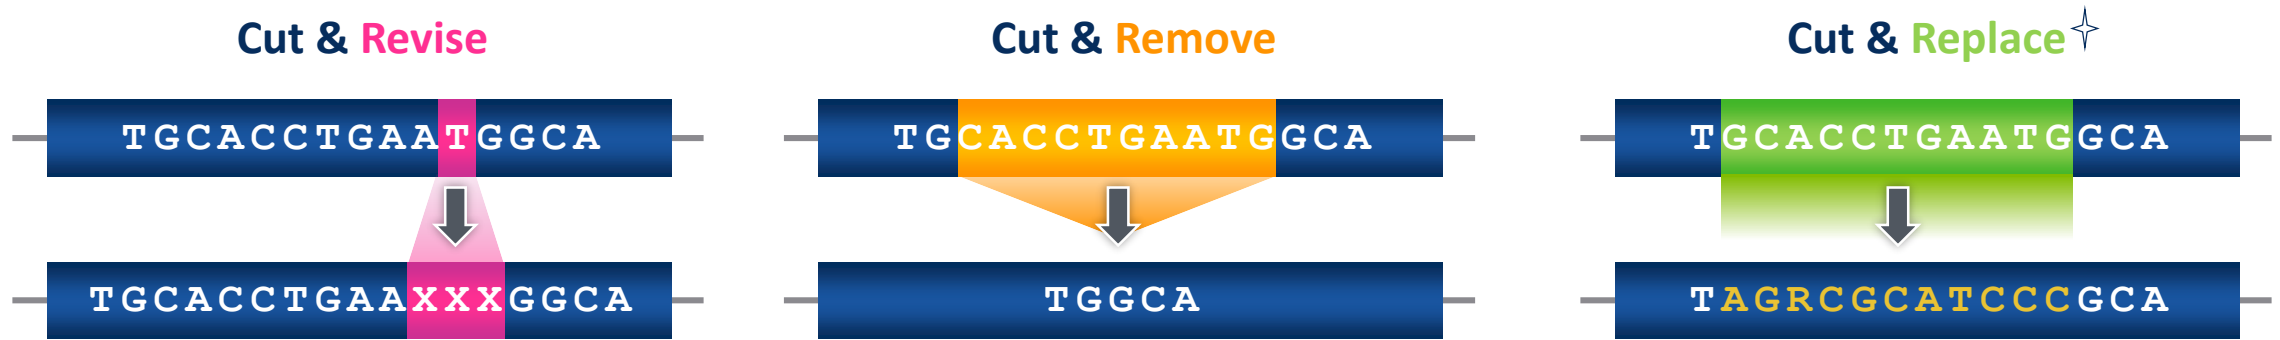 Cut & Revise
TGCACCTGAATGGCA
TGCACCTGAAXXXGGCA
Cut & Remove
TGCACCTGAATGGCA
TGGCA
Cut & Replace
TGCACCTGAATGGCA
TAGRCGCATCCCGCA